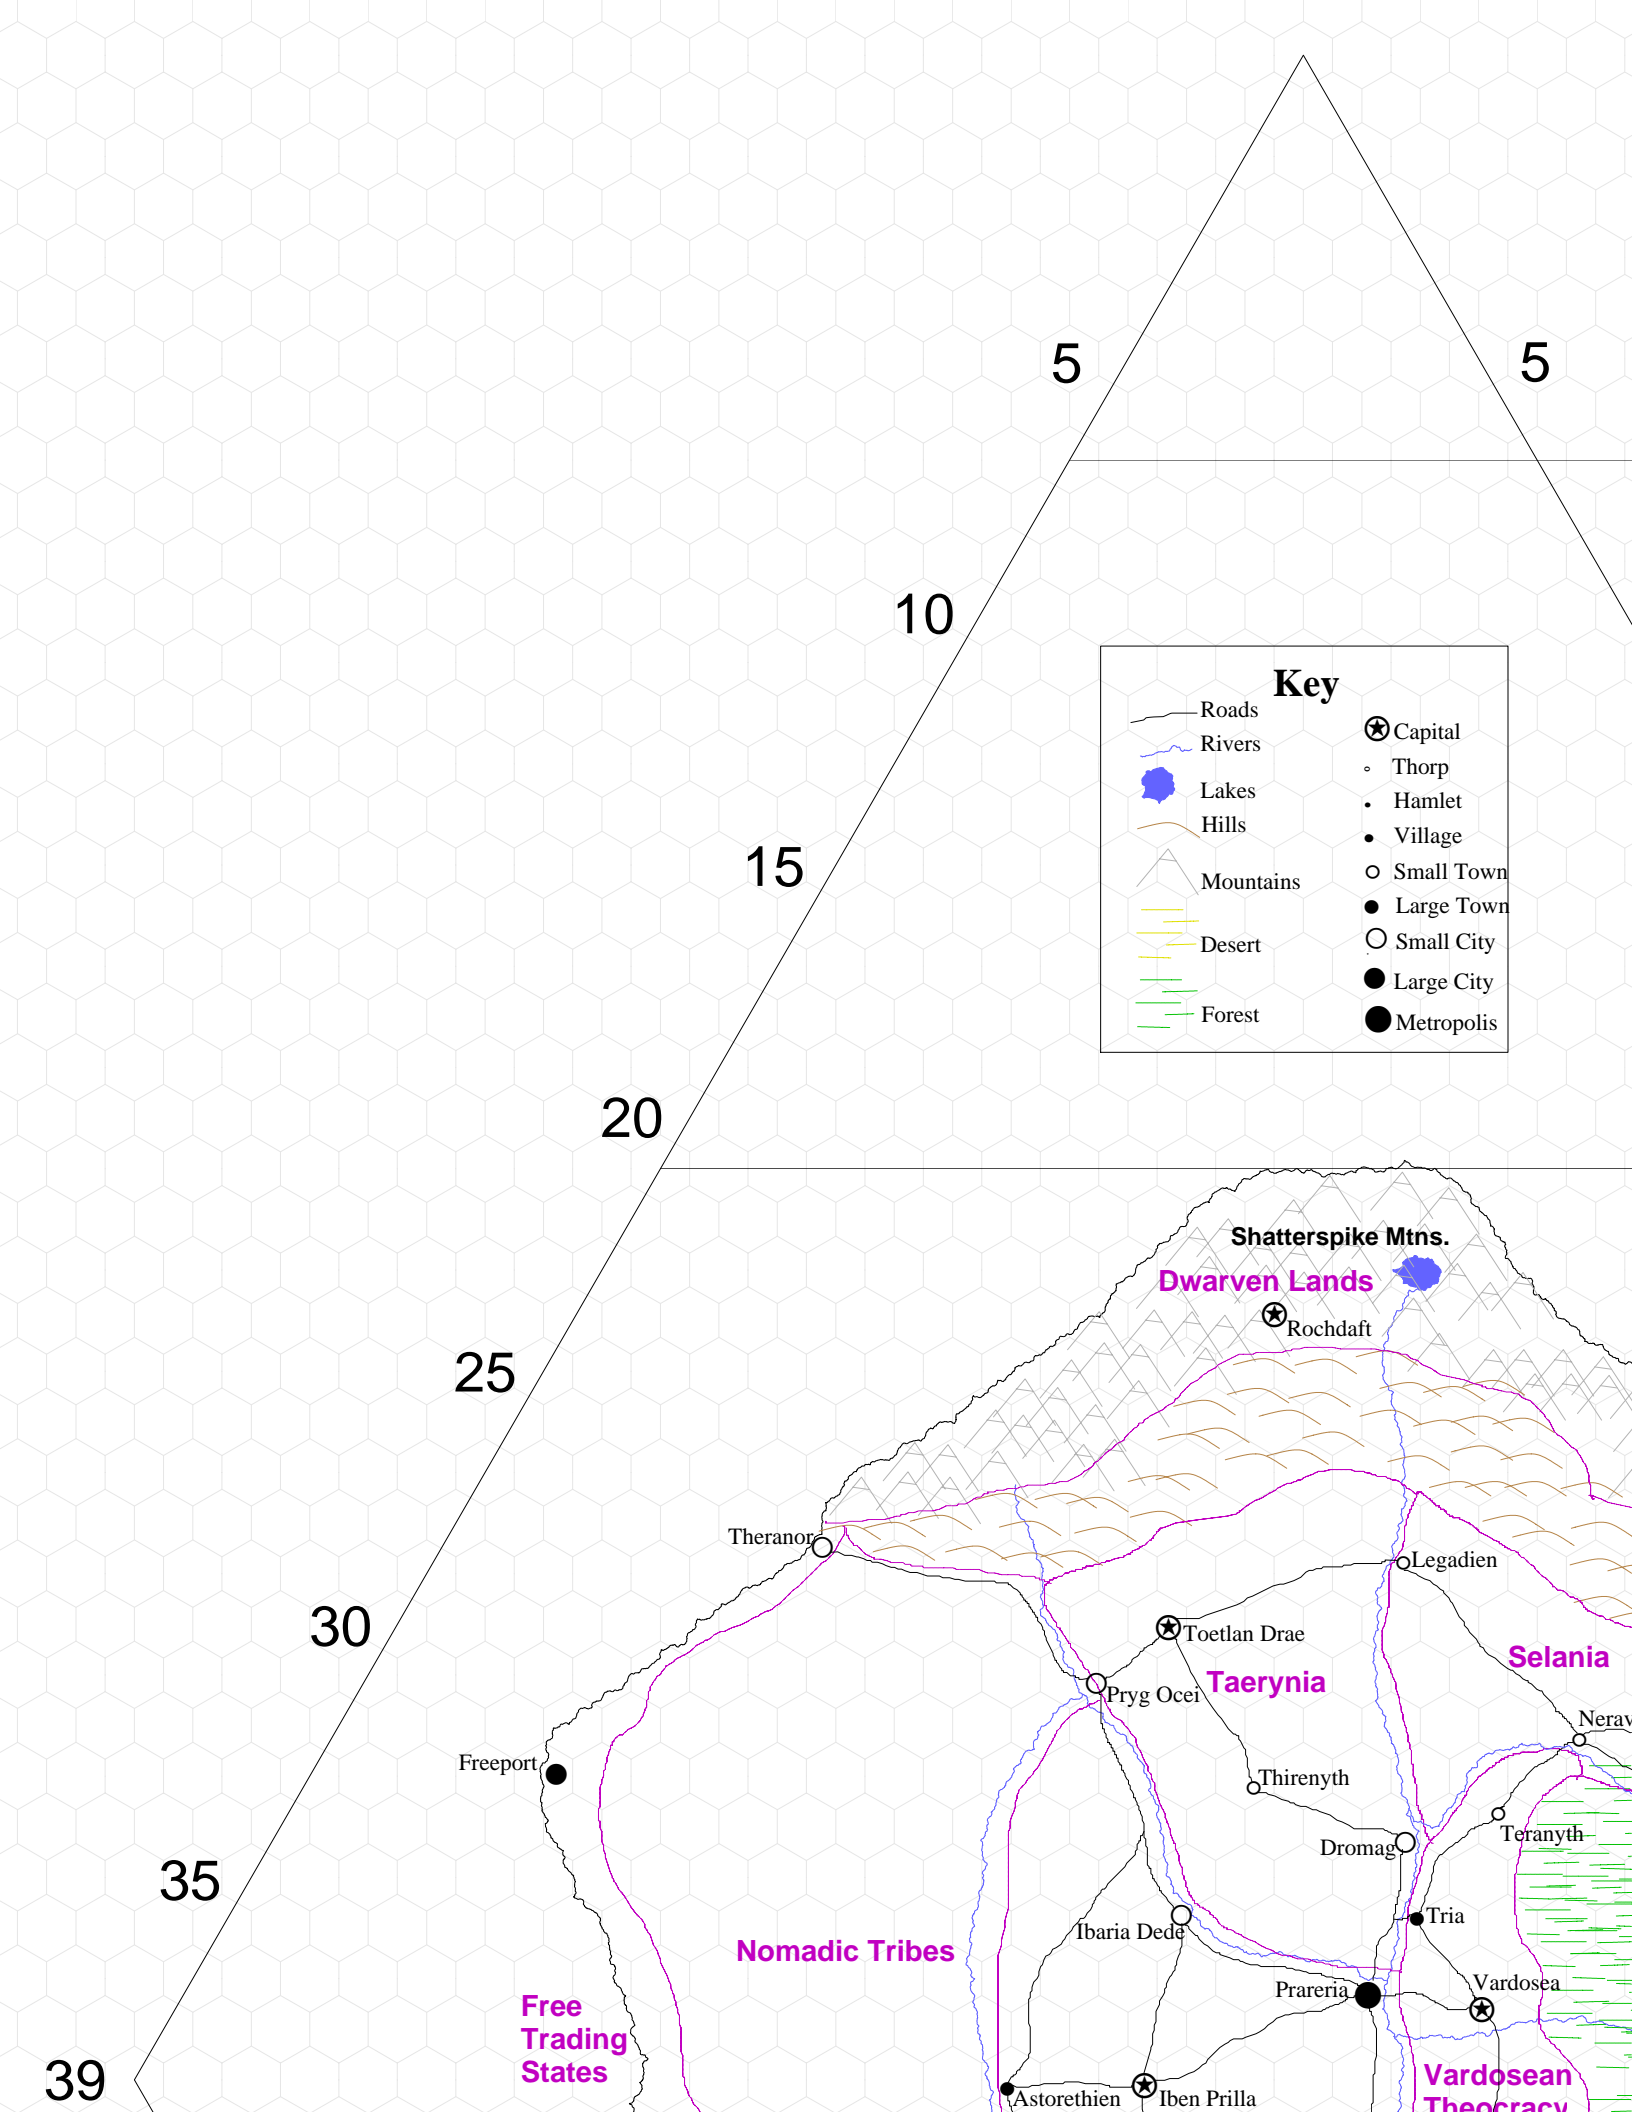 5
5
10
Key
Roads
Rivers
Lakes
Hills
Mountains
Desert
Forest
Capital
Thorp
Hamlet
Village
Small Town
Large Town
Small City
Large City
Metropolis
15
20
Shatterspike Mtns.
Dwarven Lands
Rochdaft
25
Theranor
Legadien
30
Toetlan Drae
Selania
Taerynia
Pryg Ocei
Nerav
Freeport
Thirenyth
Teranyth
Dromag
35
Tria
Ibaria Dede
Nomadic Tribes
Vardosea
Prareria
Free
Trading
States
39
Vardosean
Theocracy
Astorethien
Iben Prilla